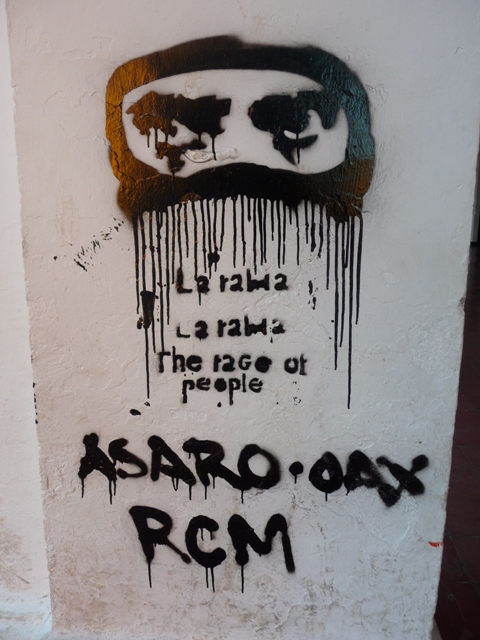 La rabia
La rabia
The rage of
people
ASARO·OAX
RCM